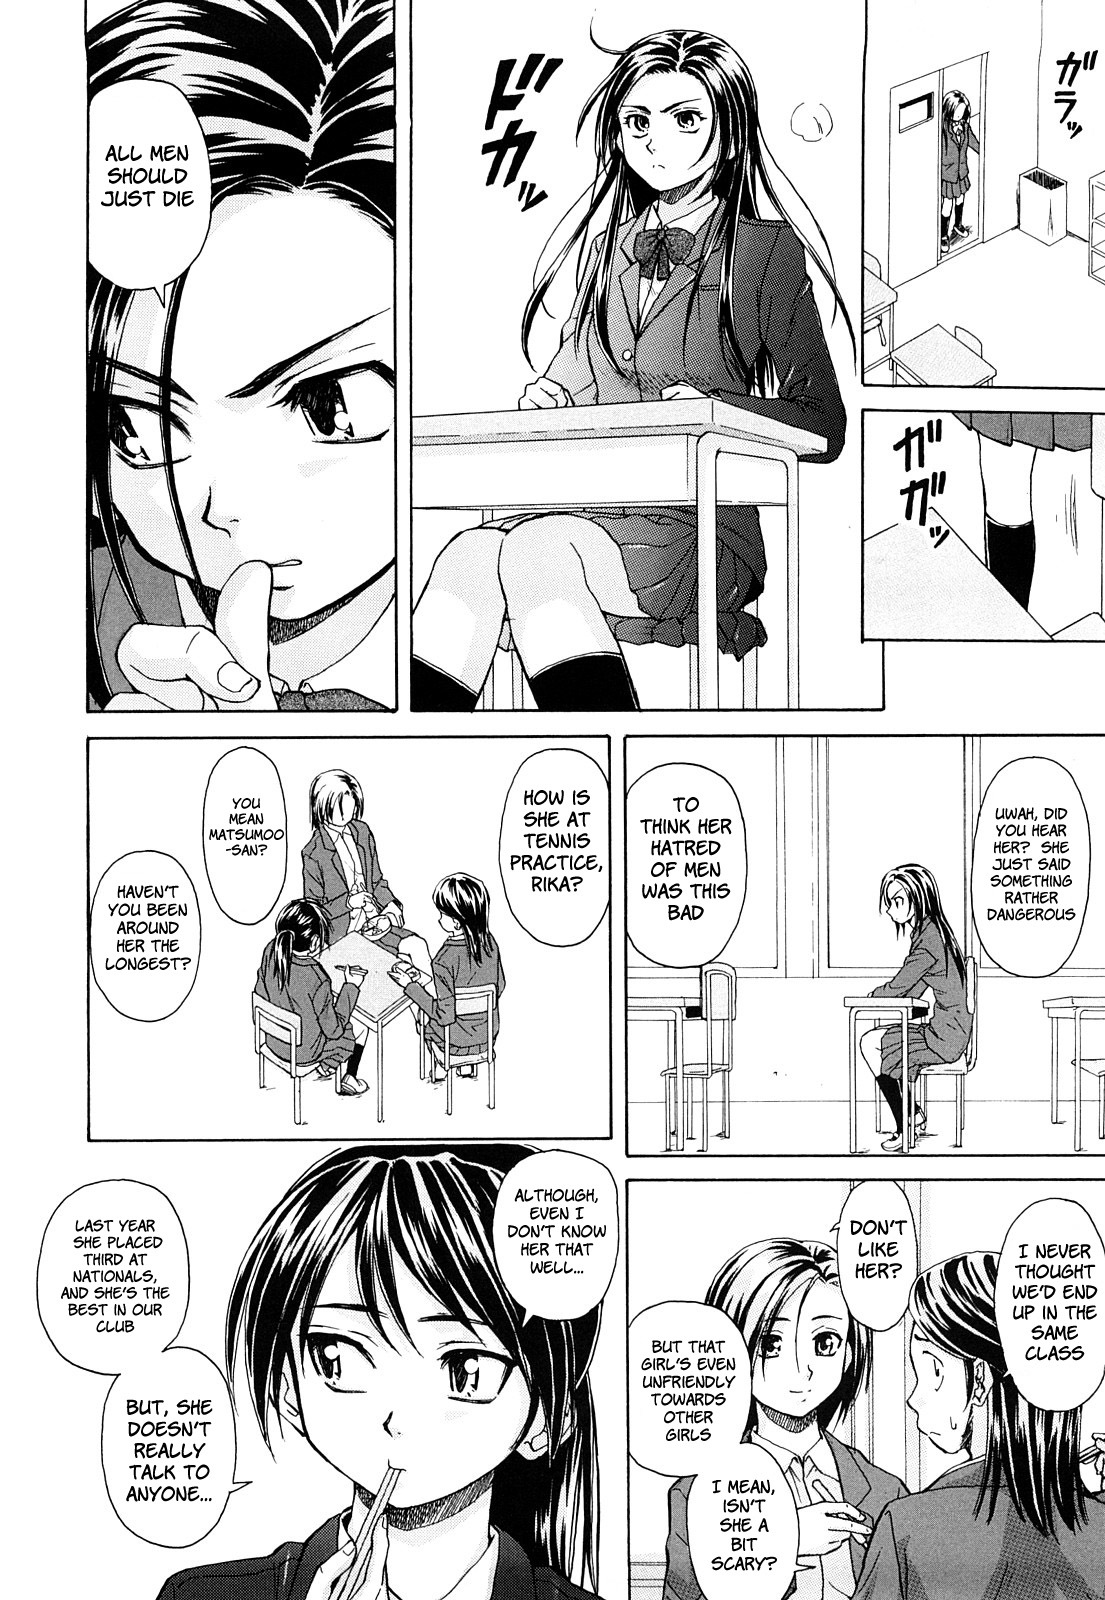 ガラッ
ドカッ
ALL MEN
SHOULD
JUST DIE
ガガガッ
UWAH, DID
YOU HEAR
HER? SHE
JUST SAID
SOMETHING
RATHER
DANGEROUS
TO
THINK HER
HATRED
OF MEN
WAS THIS
BAD
HOW IS
SHE AT
TENNIS
PRACTICE,
RIKA?
YOU
MEAN
MATSUMOO
-SAN?
HAVEN'T
YOU BEEN
AROUND
HER THE
LONGEST?
I NEVER
THOUGHT
WE'D END
UP IN THE
SAME
CLASS
DON'T
LIKE
HER?
BUT THAT
GIRL'S EVEN
UNFRIENDLY
TOWARDS
OTHER
GIRLS
I MEAN,
ISN'T
SHE A
BIT
SCARY?
ALTHOUGH,
EVEN I
DON'T KNOW
HER THAT
WELL...
LAST YEAR
SHE PLACED
THIRD AT
NATIONALS,
AND SHE'S THE
BEST IN OUR
CLUB
BUT, SHE
DOESN'T
REALLY
TALK TO
ANYONE...